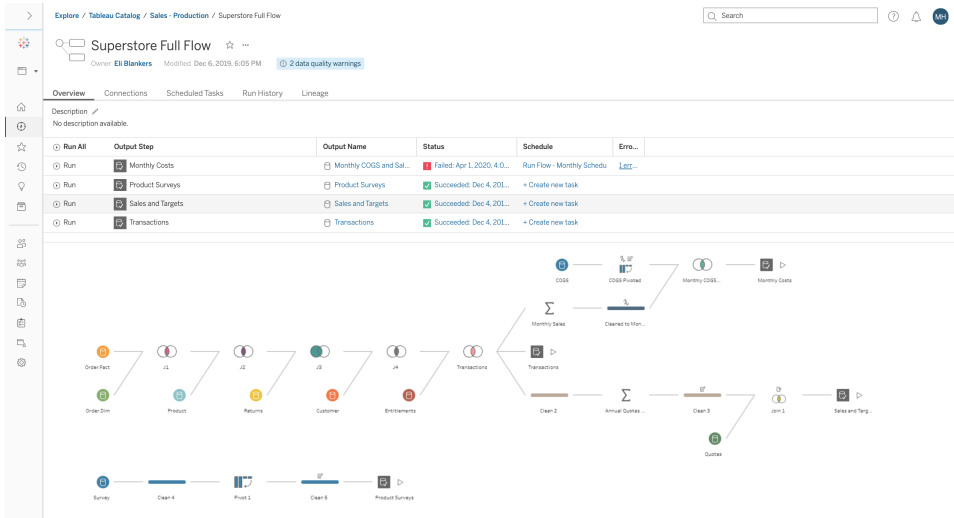 Explore / Tableau Catalog / Sales - Production / Superstore Full Flow
Search
MH
Superstore Full Flow
Owner Eli Blankers Modified Dec 6, 2019, 6:05 PM 2 data quality warnings
Overview Connections Scheduled Tasks Run History Lineage
Description
No description available.
Run All Output Step Output Name Status Schedule Erro...
Run Monthly Costs Monthly COGS and Sal... Failed: Apr 1, 2020, 4:0... Run Flow - Monthly Schedu 1 err...
Run Product Surveys Product Surveys Succeeded: Dec 4, 201... + Create new task
Run Sales and Targets Sales and Targets Succeeded: Dec 4, 201... + Create new task
Run Transactions Transactions Succeeded: Dec 4, 201... + Create new task
COGS COGS Pivoted Monthly COGS... Monthly Costs
Monthly Sales Cleaned to Mon...
Order Fact J1 J2 J3 J4 Transactions Transactions
Order Dim Product Returns Customer Entitlements Clean 2 Annual Quotas ... Clean 3 Join 1 Sales and Targ...
Quotas
Survey Clean 4 Pivot 1 Clean 5 Product Surveys